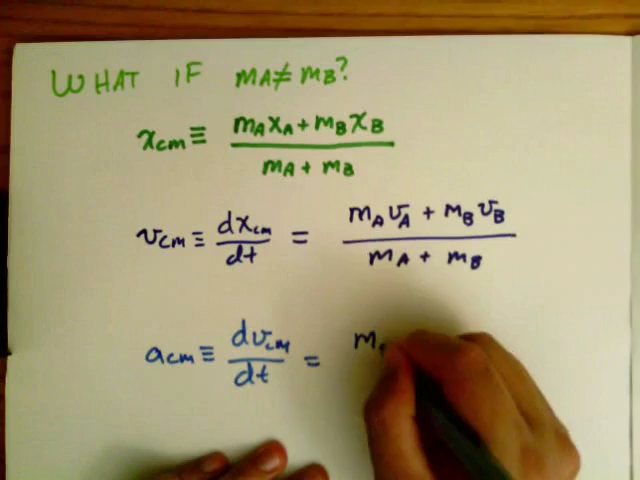 WHAT IF mA≠mB?
xcm ≡ mAxA+mBxB / mA+mB
vcm ≡ dxcm/dt = mAvA + mBvB / mA + mB
acm ≡ dvcm/dt = m